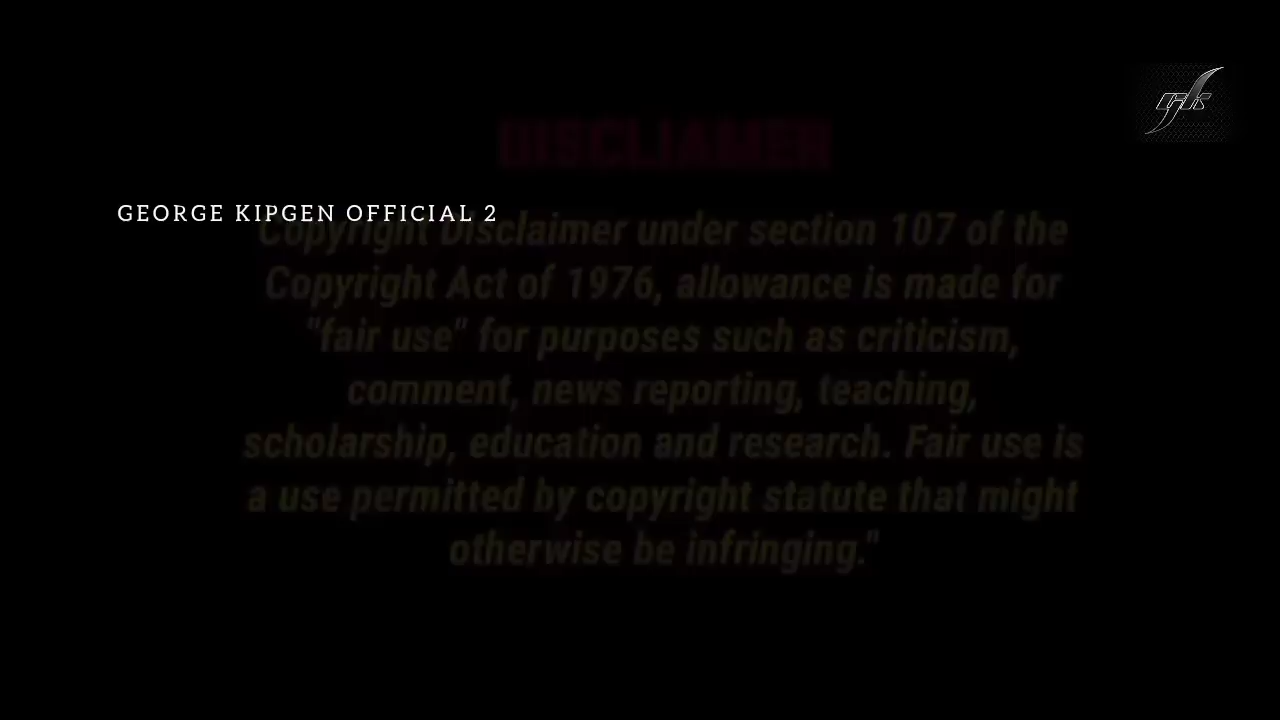 DISCLIAMER
GEORGE KIPGEN OFFICIAL 2
Copyright Disclaimer under section 107 of the
Copyright Act of 1976, allowance is made for
"fair use" for purposes such as criticism,
comment, news reporting, teaching,
scholarship, education and research. Fair use is
a use permitted by copyright statute that might
otherwise be infringing."